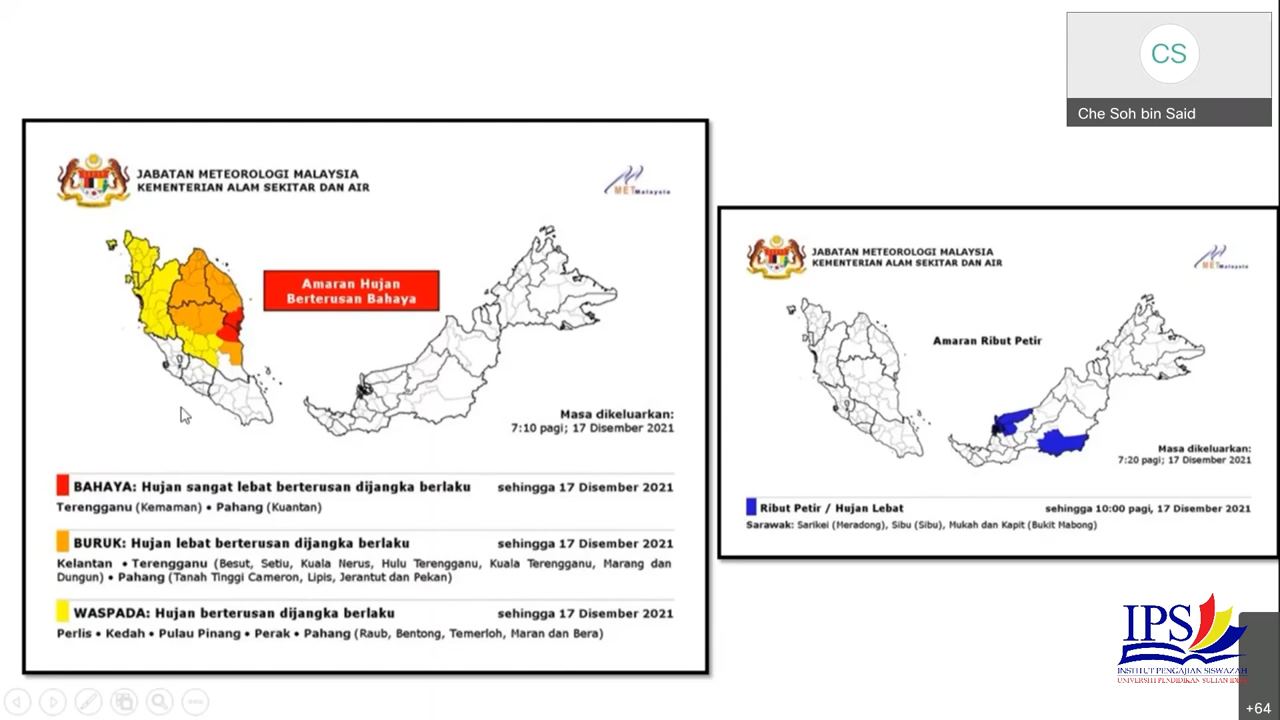 CS
Che Soh bin Said
JABATAN METEOROLOGI MALAYSIA
KEMENTERIAN ALAM SEKITAR DAN AIR
MET Malaysia
Amaran Hujan
Berterusan Bahaya
Masa dikeluarkan:
7:10 pagi; 17 Disember 2021
BAHAYA: Hujan sangat lebat berterusan dijangka berlaku sehingga 17 Disember 2021
Terengganu (Kemaman) • Pahang (Kuantan)
BURUK: Hujan lebat berterusan dijangka berlaku sehingga 17 Disember 2021
Kelantan • Terengganu (Besut, Setiu, Kuala Nerus, Hulu Terengganu, Kuala Terengganu, Marang dan
Dungun) • Pahang (Tanah Tinggi Cameron, Lipis, Jerantut dan Pekan)
WASPADA: Hujan berterusan dijangka berlaku sehingga 17 Disember 2021
Perlis • Kedah • Pulau Pinang • Perak • Pahang (Raub, Bentong, Temerloh, Maran dan Bera)
JABATAN METEOROLOGI MALAYSIA
KEMENTERIAN ALAM SEKITAR DAN AIR
MET Malaysia
Amaran Ribut Petir
Masa dikeluarkan:
7:20 pagi; 17 Disember 2021
Ribut Petir / Hujan Lebat sehingga 10:00 pagi, 17 Disember 2021
Sarawak: Sarikei (Meradong), Sibu (Sibu), Mukah dan Kapit (Bukit Mabong)
IPS
INSTITUT PENGAJIAN SISWAZAH
UNIVERSITI PENDIDIKAN SULTAN IDRIS
+64